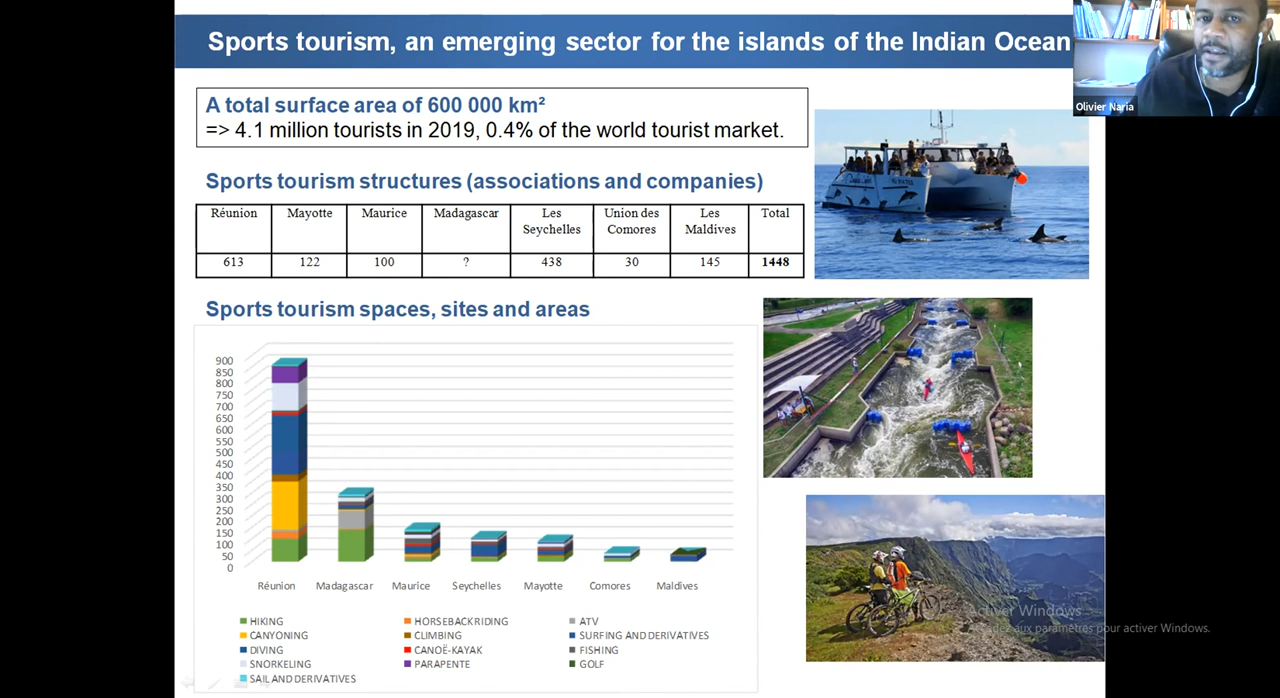 Sports tourism, an emerging sector for the islands of the Indian Ocean
Olivier Naria
A total surface area of 600 000 km²
=> 4.1 million tourists in 2019, 0.4% of the world tourist market.
Sports tourism structures (associations and companies)
Réunion Mayotte Maurice Madagascar Les Seychelles Union des Comores Les Maldives Total
613 122 100 ? 438 30 145 1448
Sports tourism spaces, sites and areas
900
850
800
750
700
650
600
550
500
450
400
350
300
250
200
150
100
50
0
Réunion Madagascar Maurice Seychelles Mayotte Comores Maldives
HIKING HORSEBACKRIDING ATV
CANYONING CLIMBING SURFING AND DERIVATIVES
DIVING CANOË-KAYAK FISHING
SNORKELING PARAPENTE GOLF
SAIL AND DERIVATIVES
Activer Windows
aux paramètres pour activer Windows.